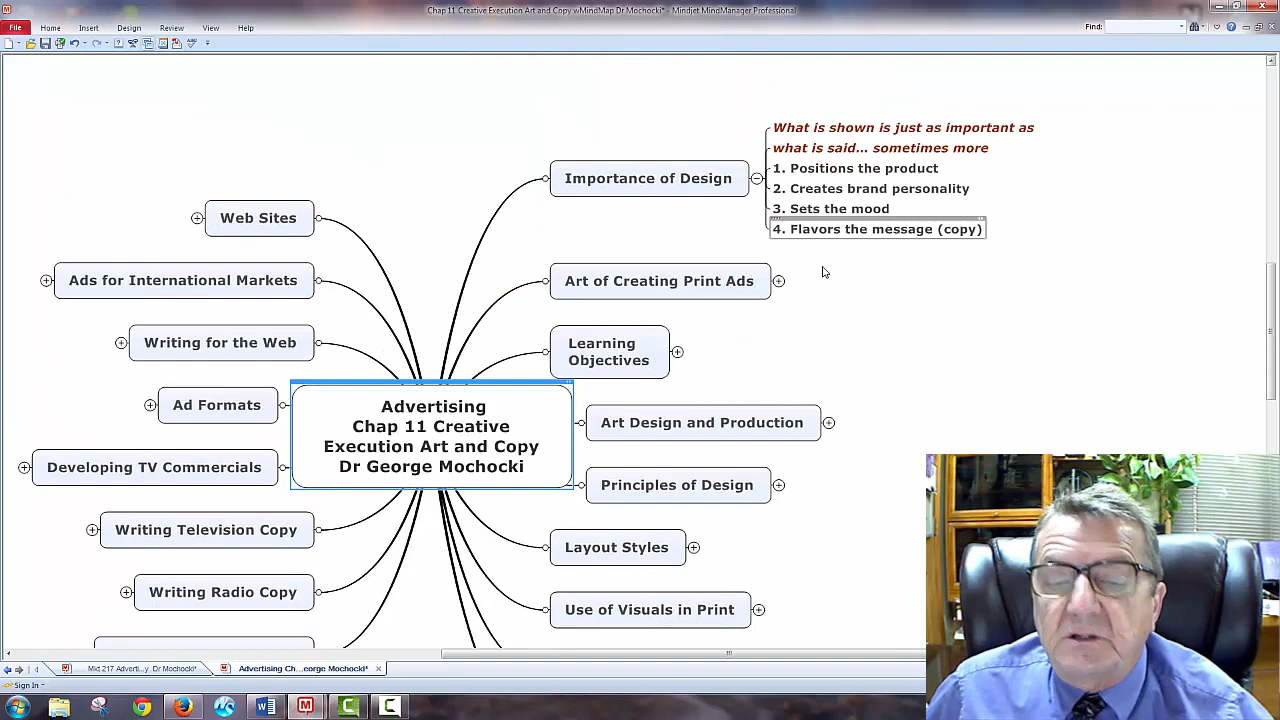 Chap 11 Creative Execution Art and Copy wMindMap Dr Mochocki* - Mindjet MindManager Professional
File Home Insert Design Review View Help
Find:
What is shown is just as important as
what is said... sometimes more
1. Positions the product
2. Creates brand personality
3. Sets the mood
4. Flavors the message (copy)
Importance of Design
Web Sites
Art of Creating Print Ads
Ads for International Markets
Learning
Objectives
Writing for the Web
Ad Formats
Advertising
Chap 11 Creative
Execution Art and Copy
Dr George Mochocki
Art Design and Production
Developing TV Commercials
Principles of Design
Writing Television Copy
Layout Styles
Writing Radio Copy
Use of Visuals in Print
Mkt 217 Adverti...y. Dr Mochocki*
Advertising Ch...eorge Mochocki*
Sign In